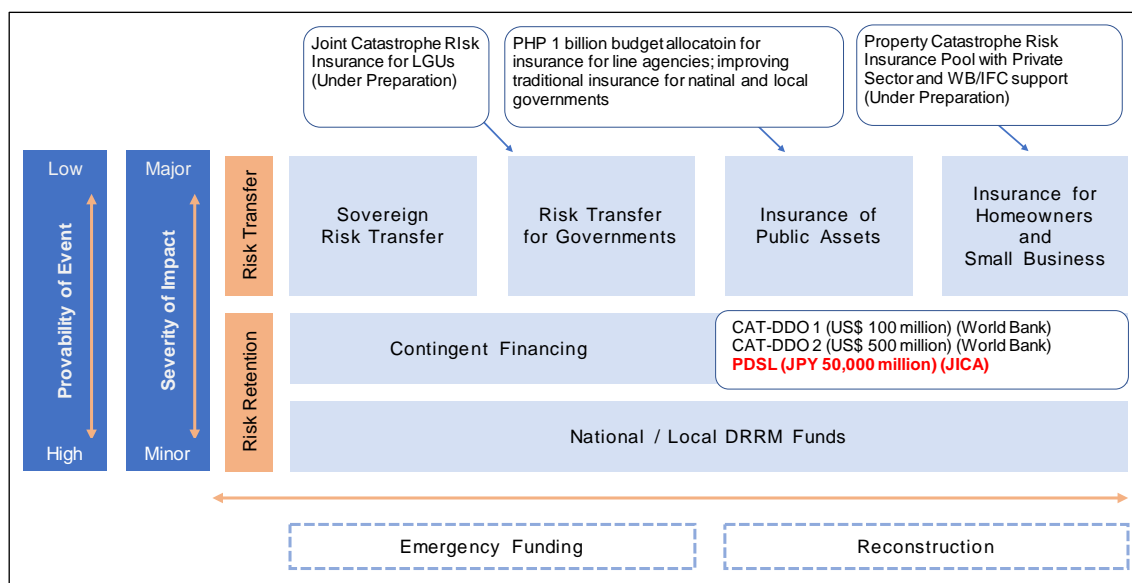 Joint Catastrophe RIsk
Insurance for LGUs
(Under Preparation)
PHP 1 billion budget allocatoin for
insurance for line agencies; improving
traditional insurance for natinal and local
governments
Property Catastrophe Risk
Insurance Pool with Private
Sector and WB/IFC support
(Under Preparation)
Low
Provability of Event
High
Major
Severity of Impact
Minor
Risk Transfer
Sovereign
Risk Transfer
Risk Transfer
for Governments
Insurance of
Public Assets
Insurance for
Homeowners
and
Small Business
Risk Retention
Contingent Financing
CAT-DDO 1 (US$ 100 million) (World Bank)
CAT-DDO 2 (US$ 500 million) (World Bank)
PDSL (JPY 50,000 million) (JICA)
National / Local DRRM Funds
Emergency Funding
Reconstruction